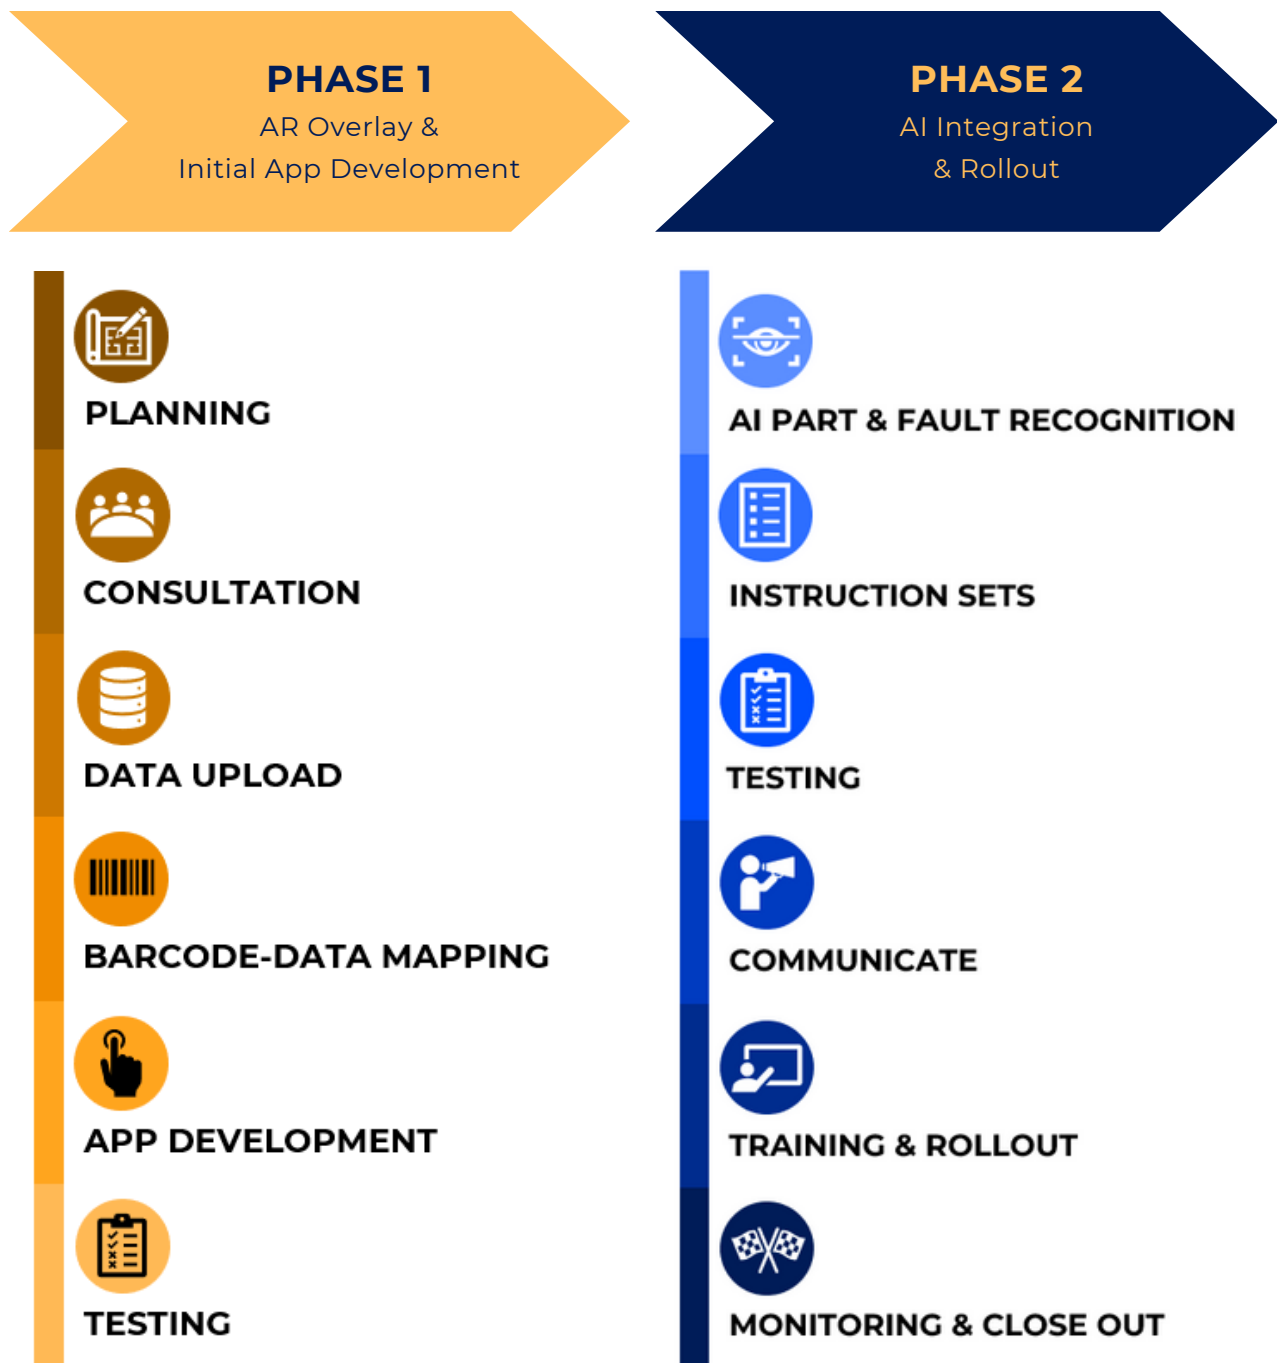 PHASE 1
AR Overlay &
Initial App Development
PLANNING
CONSULTATION
DATA UPLOAD
BARCODE-DATA MAPPING
APP DEVELOPMENT
TESTING
PHASE 2
AI Integration
& Rollout
AI PART & FAULT RECOGNITION
INSTRUCTION SETS
TESTING
COMMUNICATE
TRAINING & ROLLOUT
MONITORING & CLOSE OUT